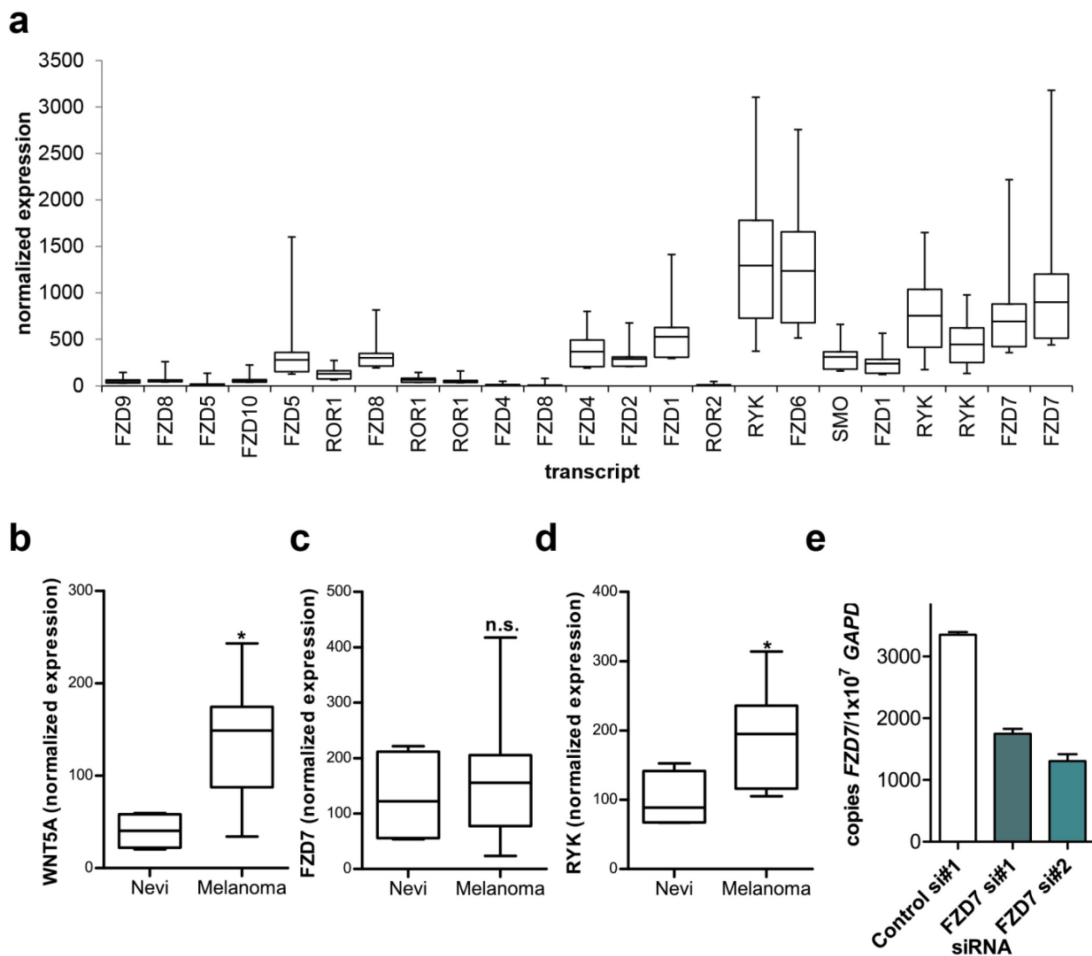 a
normalized expression
3500
3000
2500
2000
1500
1000
500
0
FZD9
FZD8
FZD5
FZD10
FZD5
ROR1
FZD8
ROR1
ROR1
FZD4
FZD8
FZD4
FZD2
FZD1
ROR2
RYK
FZD6
SMO
FZD1
RYK
RYK
FZD7
FZD7
transcript
b
WNT5A (normalized expression)
300
200
100
0
*
Nevi
Melanoma
c
FZD7 (normalized expression)
500
400
300
200
100
0
n.s.
Nevi
Melanoma
d
RYK (normalized expression)
400
300
200
100
0
*
Nevi
Melanoma
e
copies FZD7/1x10⁷ GAPD
3000
2000
1000
0
Control si#1
FZD7 si#1
FZD7 si#2
siRNA